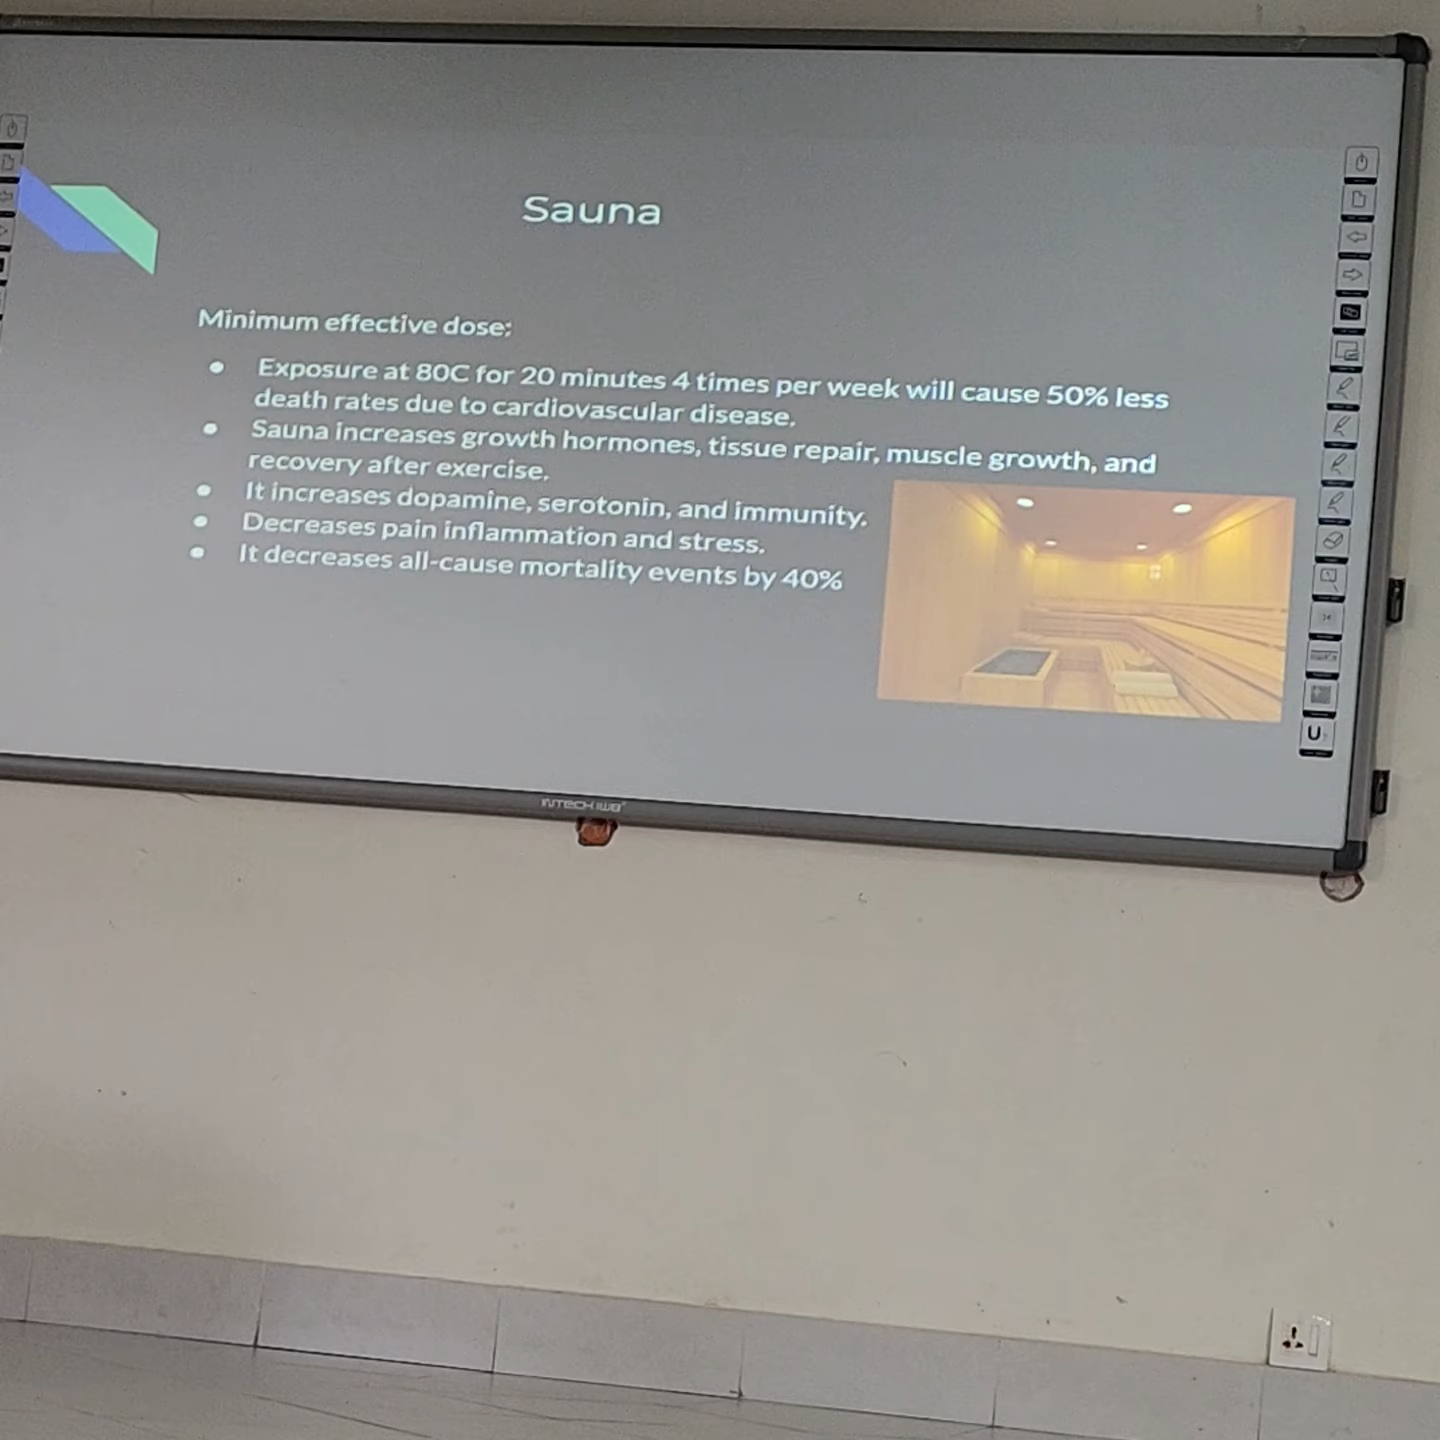 Sauna
Minimum effective dose:
Exposure at 80C for 20 minutes 4 times per week will cause 50% less
death rates due to cardiovascular disease.
Sauna increases growth hormones, tissue repair, muscle growth, and
recovery after exercise.
It increases dopamine, serotonin, and immunity.
Decreases pain inflammation and stress.
It decreases all-cause mortality events by 40%
INTECH IWB